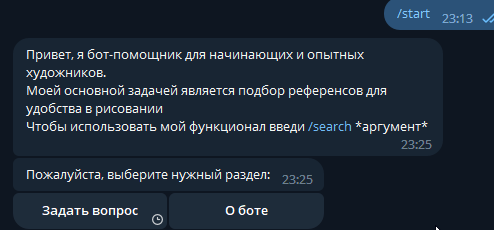 /start 23:13
Привет, я бот-помощник для начинающих и опытных
художников.
Моей основной задачей является подбор референсов для
удобства в рисовании
Чтобы использовать мой функционал введи /search *аргумент*
23:25
Пожалуйста, выберите нужный раздел: 23:25
Задать вопрос
О боте